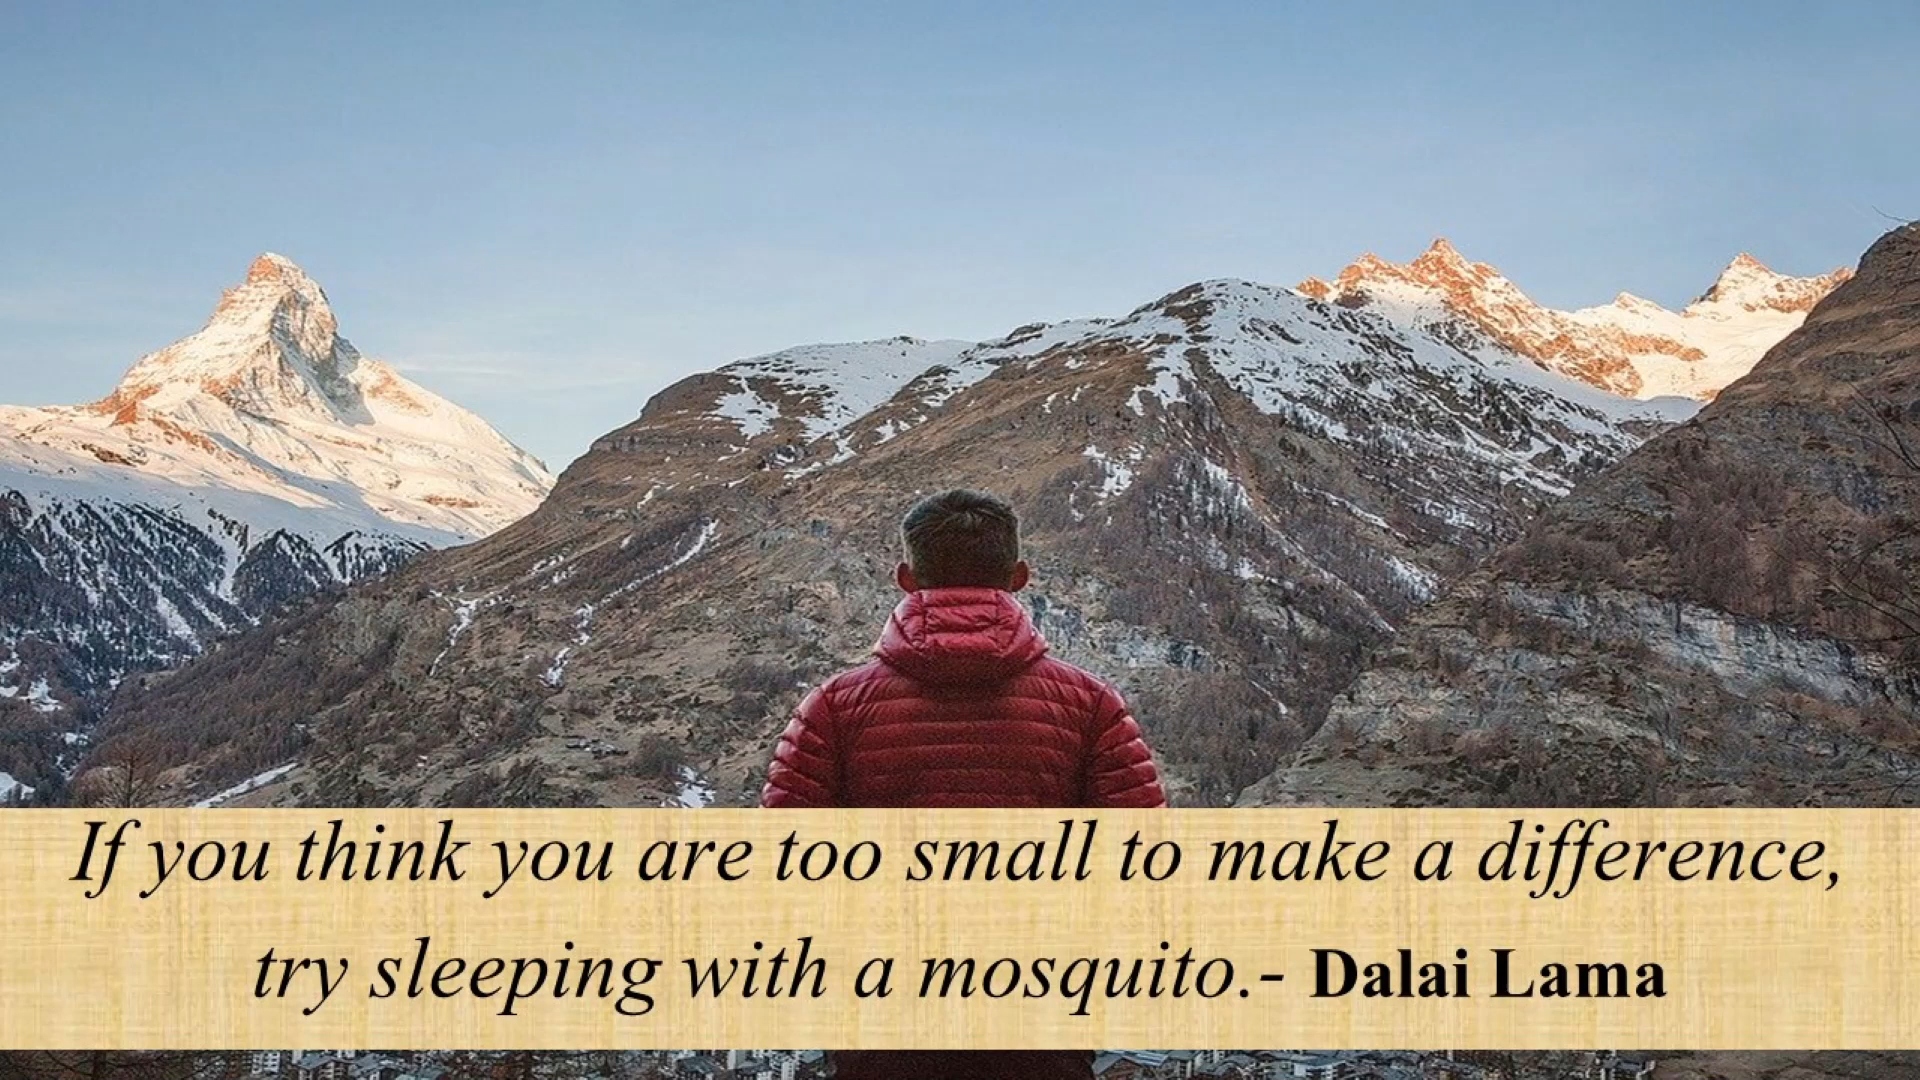 If you think you are too small to make a difference,
try sleeping with a mosquito.- Dalai Lama